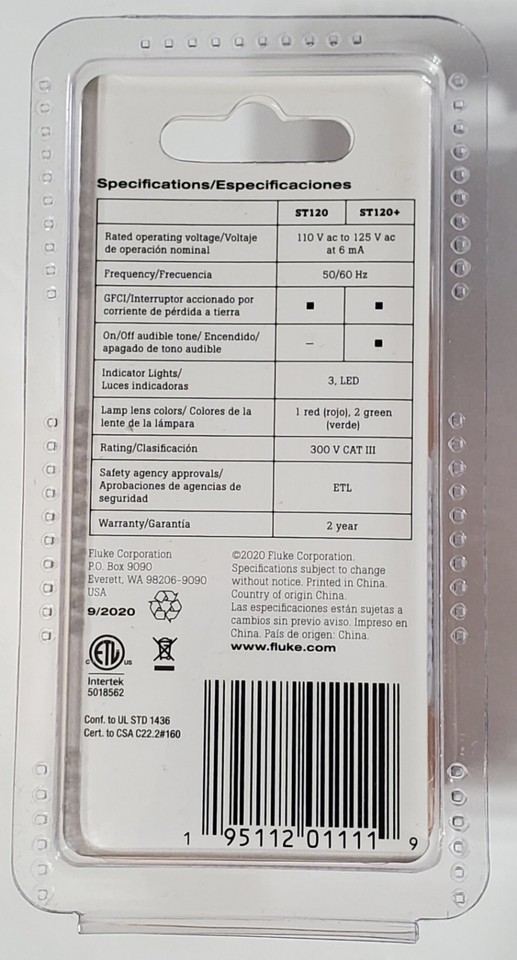 Specifications/Especificaciones
ST120 ST120+
Rated operating voltage/Voltaje
de operación nominal
110 V ac to 125 V ac
at 6 mA
Frequency/Frecuencia
50/60 Hz
GFCI/Interruptor accionado por
corriente de pérdida a tierra
■ ■
On/Off audible tone/ Encendido/
apagado de tono audible
– ■
Indicator Lights/
Luces indicadoras
3, LED
Lamp lens colors/ Colores de la
lente de la lámpara
1 red (rojo), 2 green
(verde)
Rating/Clasificación
300 V CAT III
Safety agency approvals/
Aprobaciones de agencias de
seguridad
ETL
Warranty/Garantía
2 year
Fluke Corporation
P.O. Box 9090
Everett, WA 98206-9090
USA
9/2020
©2020 Fluke Corporation.
Specifications subject to change
without notice. Printed in China.
Country of origin China.
Las especificaciones están sujetas a
cambios sin previo aviso. Impreso en
China. País de origen: China.
www.fluke.com
c ETL us
Intertek
5018562
Conf. to UL STD 1436
Cert. to CSA C22.2#160
1 95112 01111 9